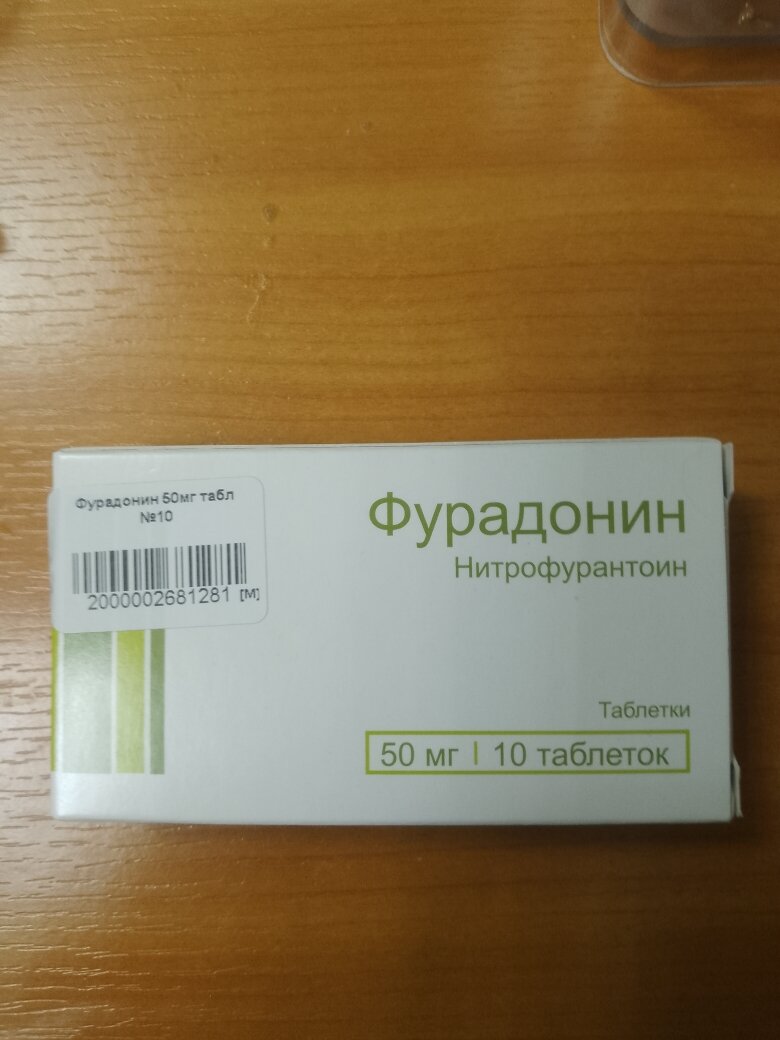 Фурадонин 50мг табл
№10
2000002681281 [М]
Фурадонин
Нитрофурантоин
Таблетки
50 мг | 10 таблеток